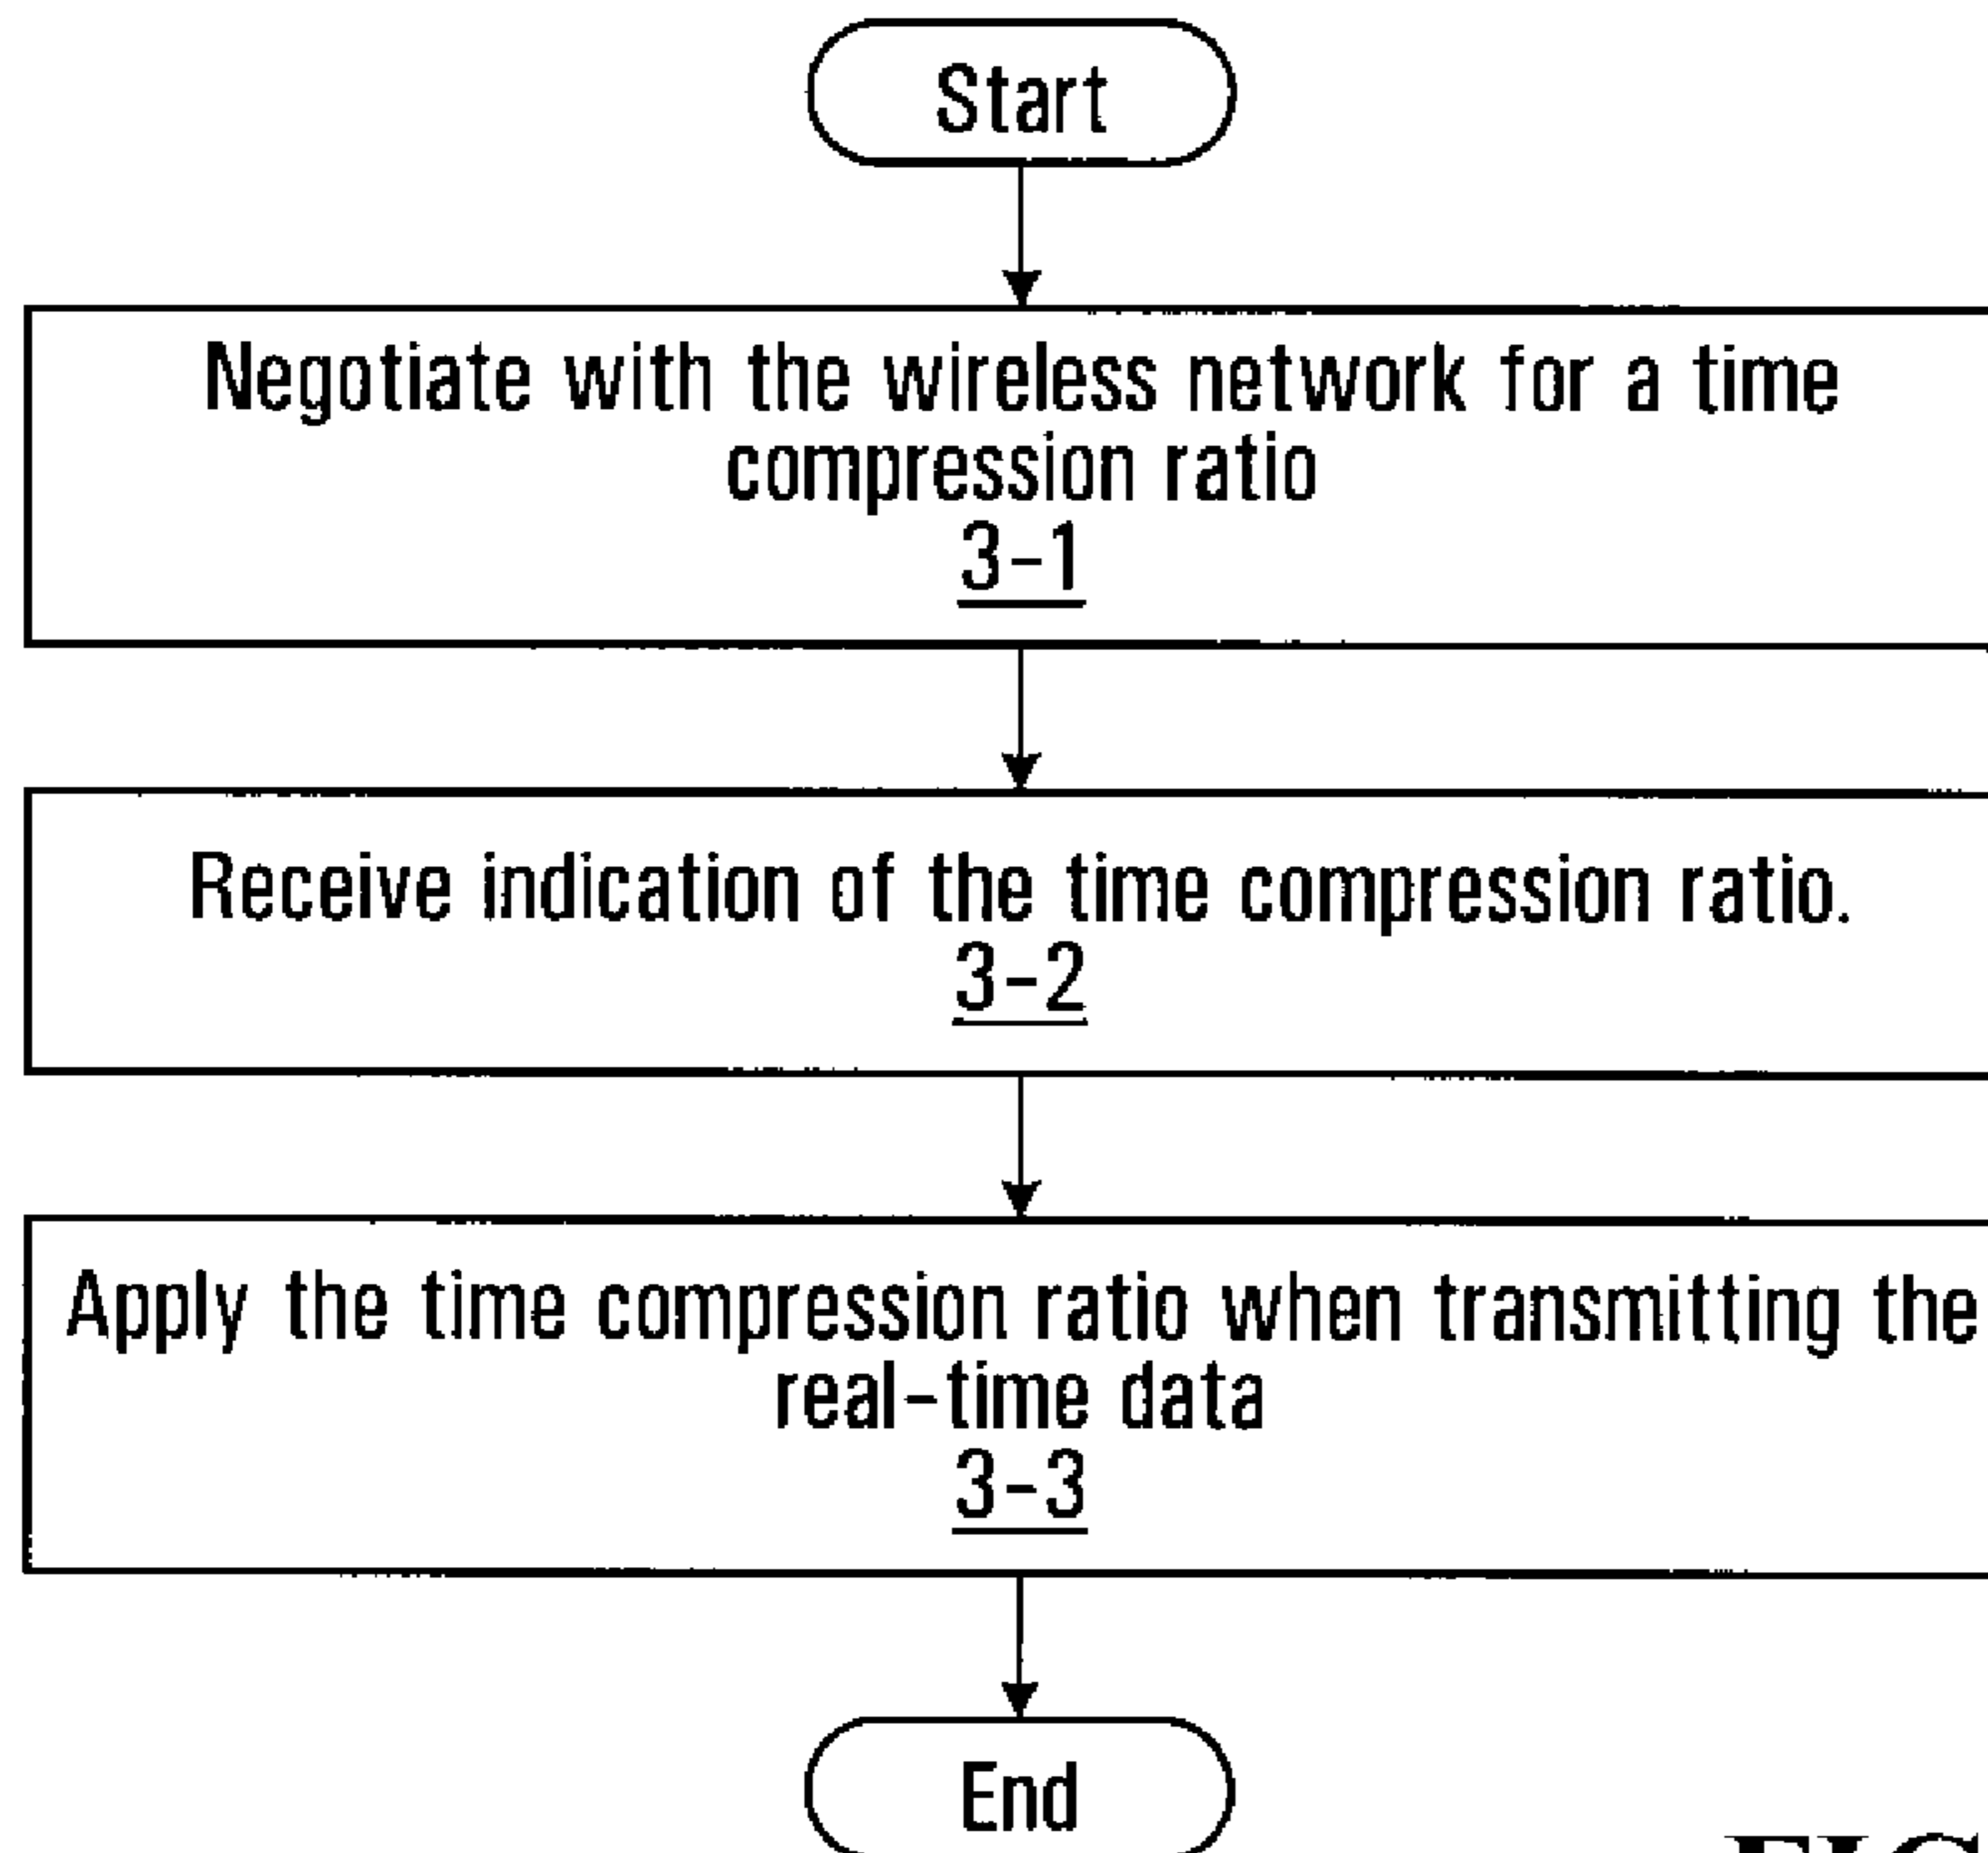 Start
Negotiate with the wireless network for a time
compression ratio
3-1
Receive indication of the time compression ratio.
3-2
Apply the time compression ratio when transmitting the
real-time data
3-3
End